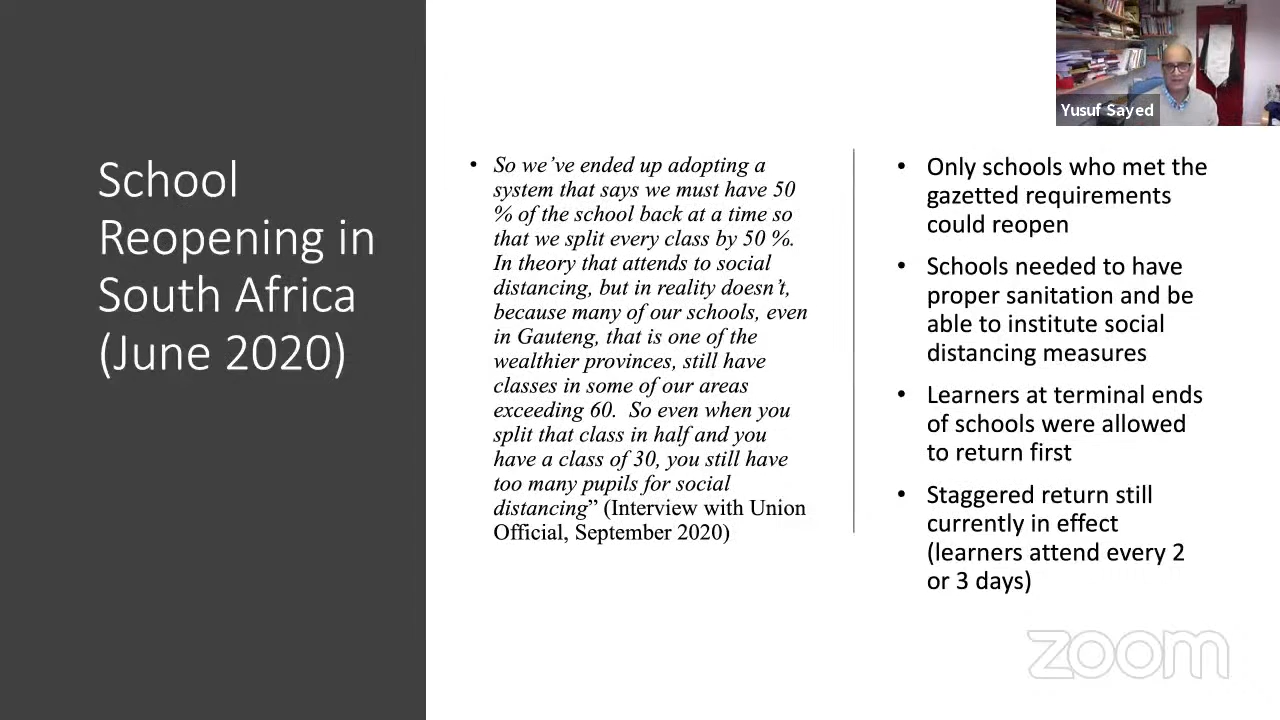 Yusuf Sayed
School
Reopening in
South Africa
(June 2020)
• So we’ve ended up adopting a
system that says we must have 50
% of the school back at a time so
that we split every class by 50 %.
In theory that attends to social
distancing, but in reality doesn’t,
because many of our schools, even
in Gauteng, that is one of the
wealthier provinces, still have
classes in some of our areas
exceeding 60.  So even when you
split that class in half and you
have a class of 30, you still have
too many pupils for social
distancing” (Interview with Union
Official, September 2020)
• Only schools who met the
gazetted requirements
could reopen
• Schools needed to have
proper sanitation and be
able to institute social
distancing measures
• Learners at terminal ends
of schools were allowed
to return first
• Staggered return still
currently in effect
(learners attend every 2
or 3 days)
zoom